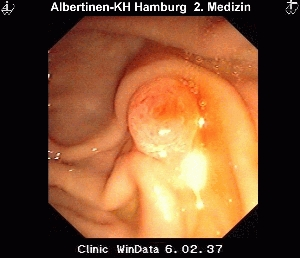 Albertinen-KH Hamburg 2. Medizin
Clinic WinData 6.02.37